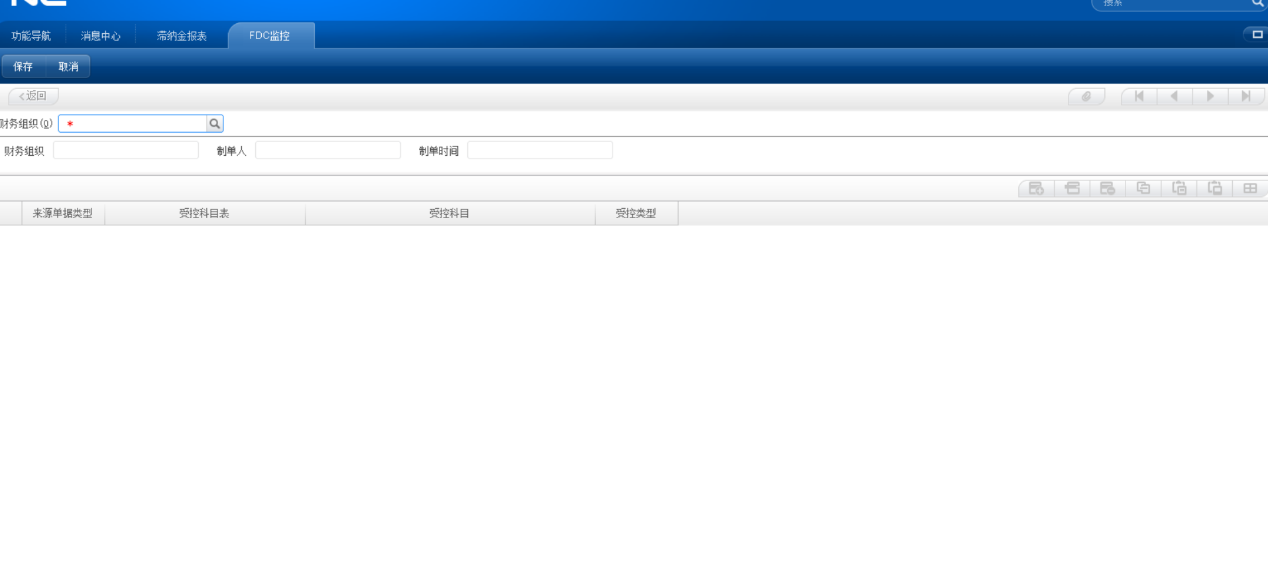 搜索
功能导航 消息中心 滞纳金报表 FDC监控
保存 取消
<返回
财务组织(O) *
财务组织 制单人 制单时间
来源单据类型 受控科目表 受控科目 受控类型